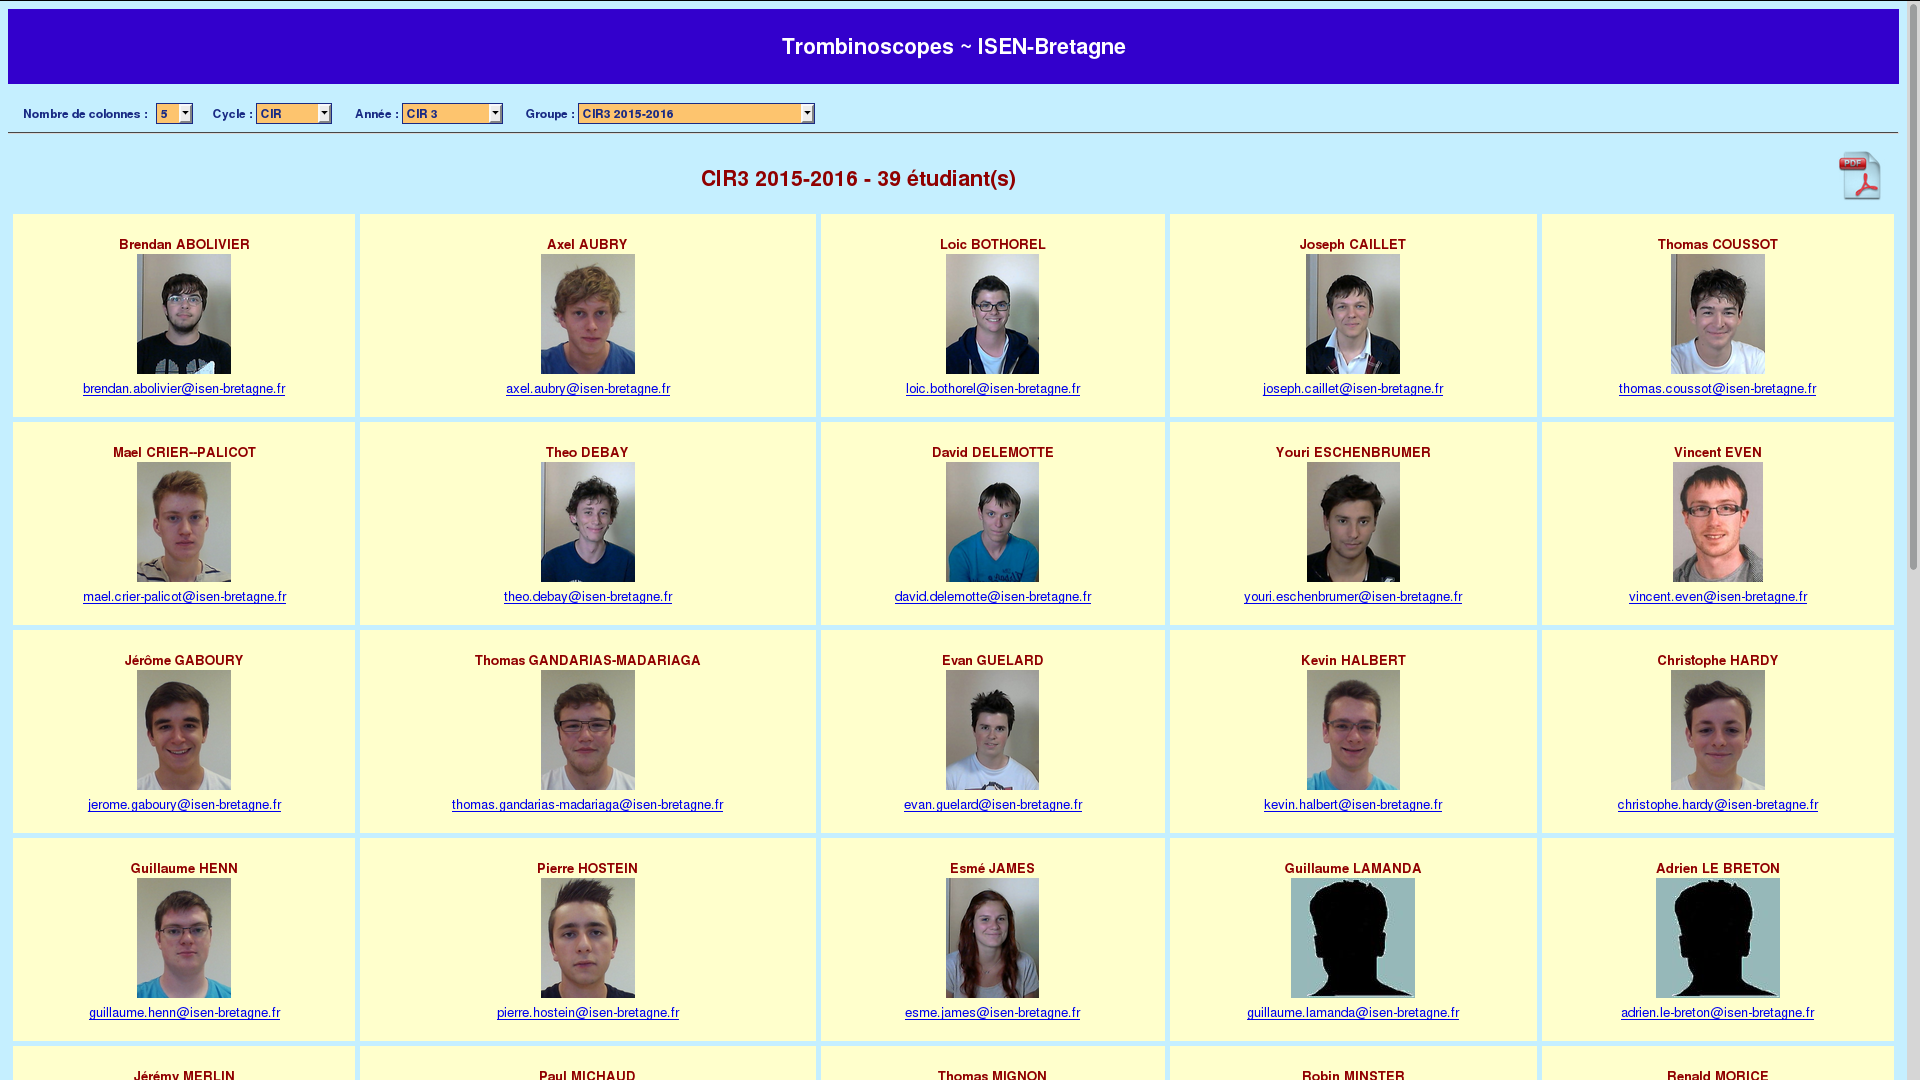 Trombinoscopes ~ ISEN-Bretagne
Nombre de colonnes : 5 Cycle : CIR Année : CIR 3 Groupe : CIR3 2015-2016
CIR3 2015-2016 - 39 étudiant(s)
PDF
Brendan ABOLIVIER Axel AUBRY Loic BOTHOREL Joseph CAILLET Thomas COUSSOT
brendan.abolivier@isen-bretagne.fr axel.aubry@isen-bretagne.fr loic.bothorel@isen-bretagne.fr joseph.caillet@isen-bretagne.fr thomas.coussot@isen-bretagne.fr
Mael CRIER--PALICOT Theo DEBAY David DELEMOTTE Youri ESCHENBRUMER Vincent EVEN
mael.crier-palicot@isen-bretagne.fr theo.debay@isen-bretagne.fr david.delemotte@isen-bretagne.fr youri.eschenbrumer@isen-bretagne.fr vincent.even@isen-bretagne.fr
Jérôme GABOURY Thomas GANDARIAS-MADARIAGA Evan GUELARD Kevin HALBERT Christophe HARDY
jerome.gaboury@isen-bretagne.fr thomas.gandarias-madariaga@isen-bretagne.fr evan.guelard@isen-bretagne.fr kevin.halbert@isen-bretagne.fr christophe.hardy@isen-bretagne.fr
Guillaume HENN Pierre HOSTEIN Esmé JAMES Guillaume LAMANDA Adrien LE BRETON
guillaume.henn@isen-bretagne.fr pierre.hostein@isen-bretagne.fr esme.james@isen-bretagne.fr guillaume.lamanda@isen-bretagne.fr adrien.le-breton@isen-bretagne.fr
Jérémy MERLIN Paul MICHAUD Thomas MIGNON Robin MINSTER Renald MORICE